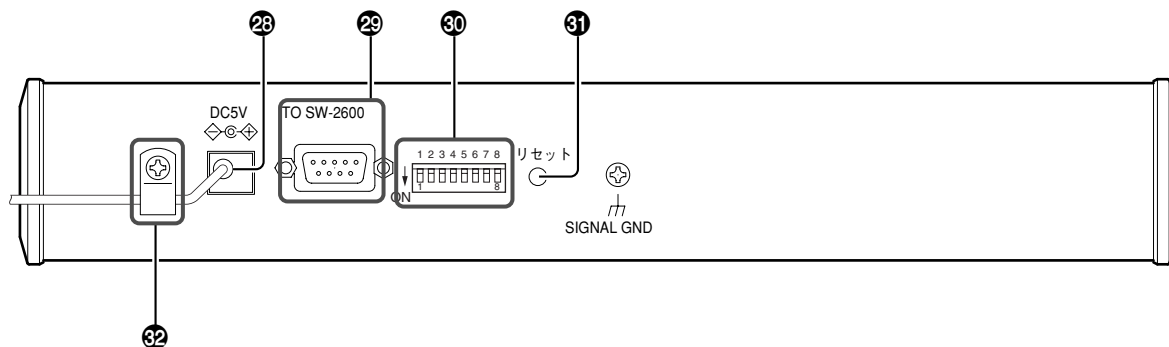 28 29 30 31
DC5V
TO SW-2600
1 2 3 4 5 6 7 8
リセット
1 8
ON
SIGNAL GND
32